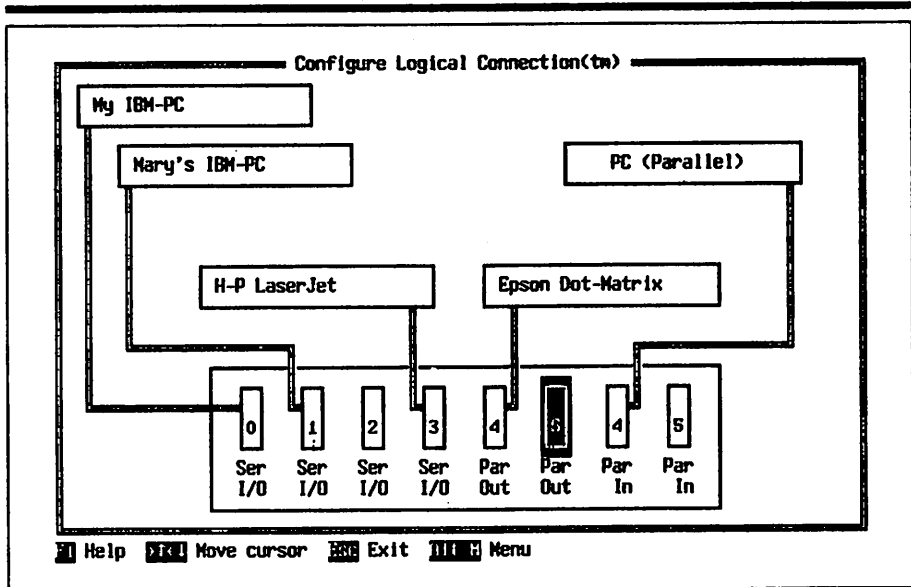 Configure Logical Connection(tm)
My IBM-PC
Mary's IBM-PC
PC (Parallel)
H-P LaserJet
Epson Dot-Matrix
0 1 2 3 4 4 5
Ser Ser Ser Ser Par Par Par Par
I/O I/O I/O I/O Out Out In In
Help Move cursor Exit Menu